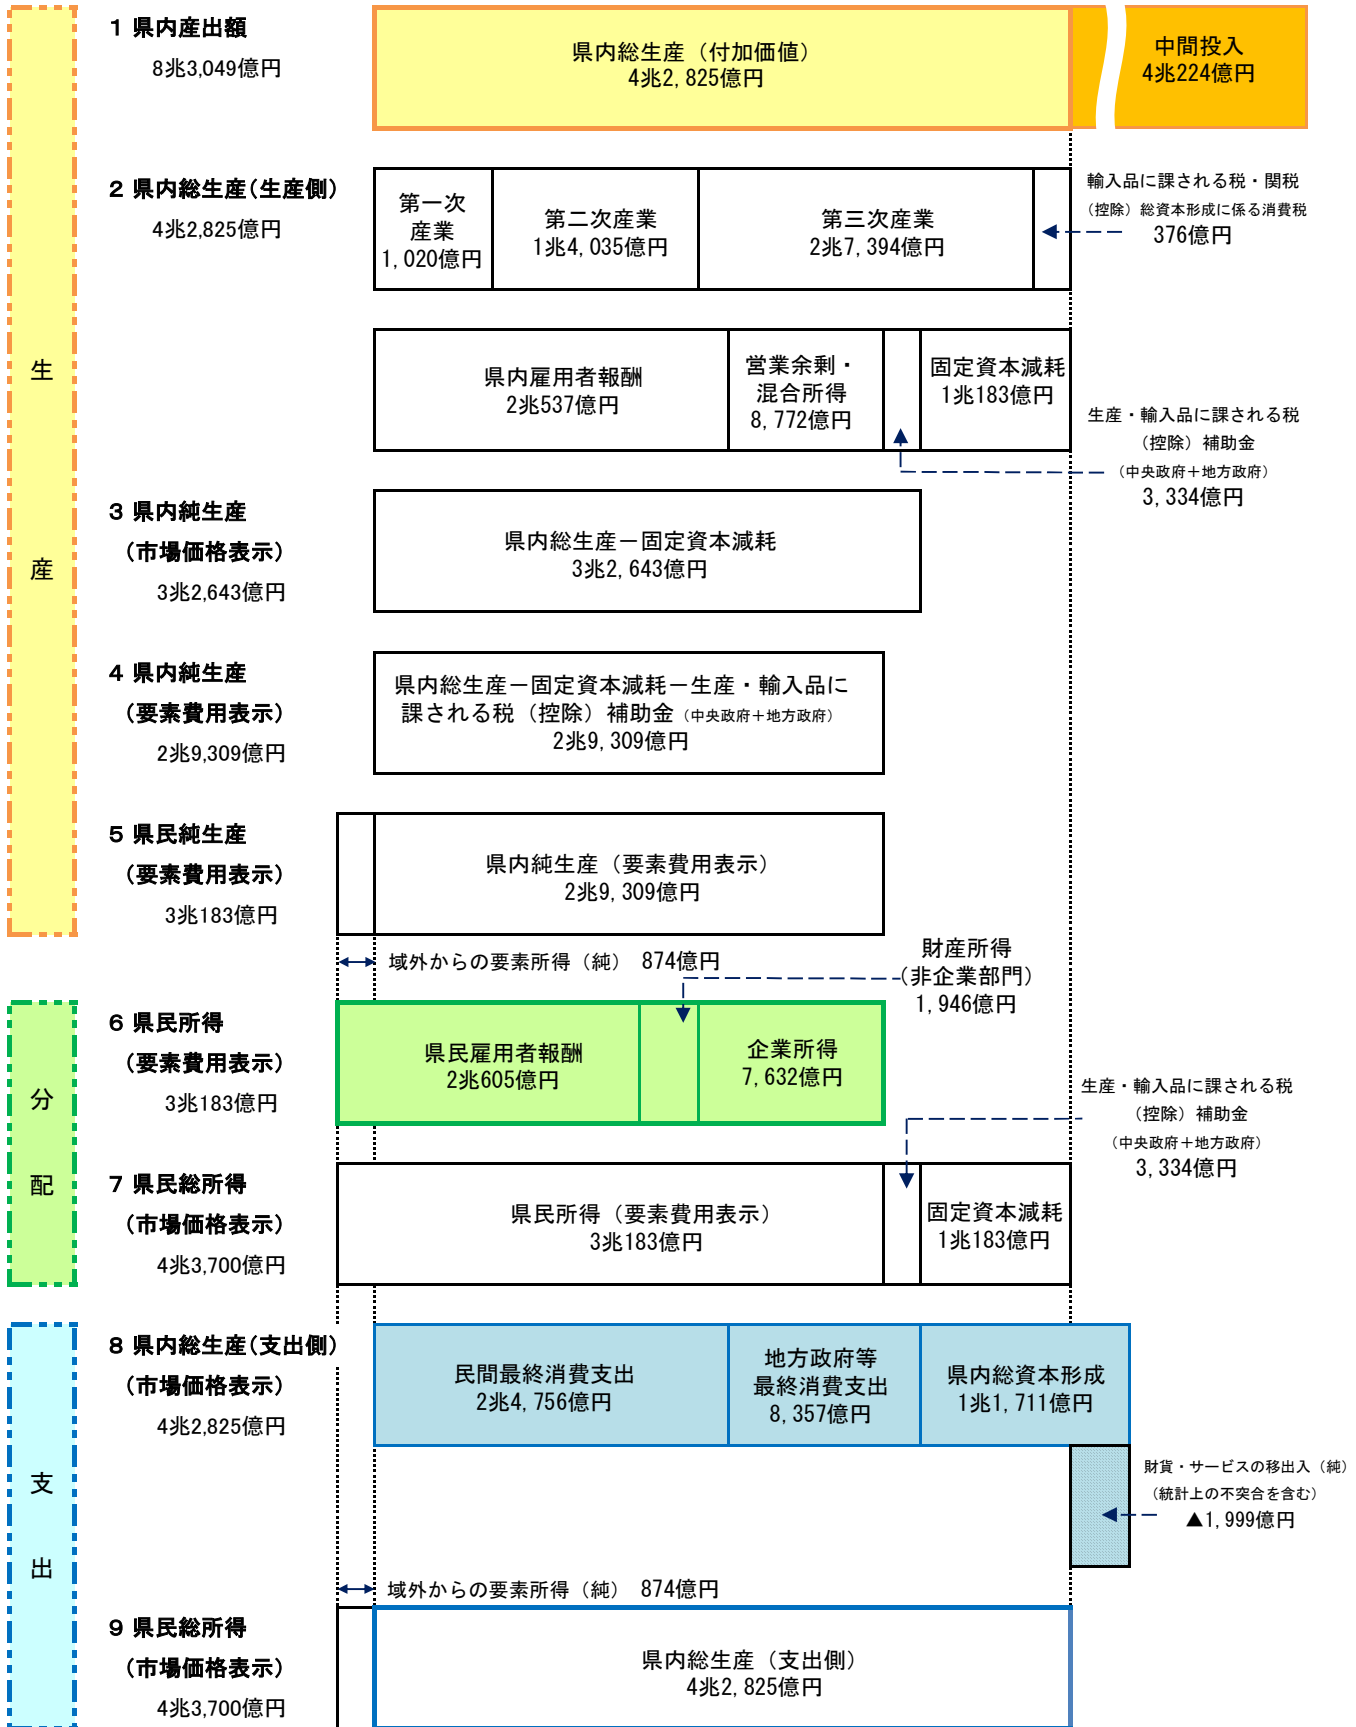 1 県内産出額
8兆3,049億円
県内総生産（付加価値）
4兆2,825億円
中間投入
4兆224億円
2 県内総生産（生産側）
4兆2,825億円
第一次
産業
1,020億円
第二次産業
1兆4,035億円
第三次産業
2兆7,394億円
輸入品に課される税・関税
（控除）総資本形成に係る消費税
376億円
県内雇用者報酬
2兆537億円
営業余剰・
混合所得
8,772億円
固定資本減耗
1兆183億円
生産・輸入品に課される税
（控除）補助金
（中央政府＋地方政府）
3,334億円
3 県内純生産
（市場価格表示）
3兆2,643億円
県内総生産－固定資本減耗
3兆2,643億円
4 県内純生産
（要素費用表示）
2兆9,309億円
県内総生産－固定資本減耗－生産・輸入品に
課される税（控除）補助金（中央政府＋地方政府）
2兆9,309億円
5 県民純生産
（要素費用表示）
3兆183億円
県内純生産（要素費用表示）
2兆9,309億円
域外からの要素所得（純） 874億円
生
産
財産所得
（非企業部門）
1,946億円
6 県民所得
（要素費用表示）
3兆183億円
県民雇用者報酬
2兆605億円
企業所得
7,632億円
生産・輸入品に課される税
（控除）補助金
（中央政府＋地方政府）
3,334億円
7 県民総所得
（市場価格表示）
4兆3,700億円
県民所得（要素費用表示）
3兆183億円
固定資本減耗
1兆183億円
分
配
8 県内総生産（支出側）
（市場価格表示）
4兆2,825億円
民間最終消費支出
2兆4,756億円
地方政府等
最終消費支出
8,357億円
県内総資本形成
1兆1,711億円
財貨・サービスの移出入（純）
（統計上の不突合を含む）
▲1,999億円
域外からの要素所得（純） 874億円
9 県民総所得
（市場価格表示）
4兆3,700億円
県内総生産（支出側）
4兆2,825億円
支
出